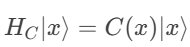 H_C|x⟩ = C(x)|x⟩